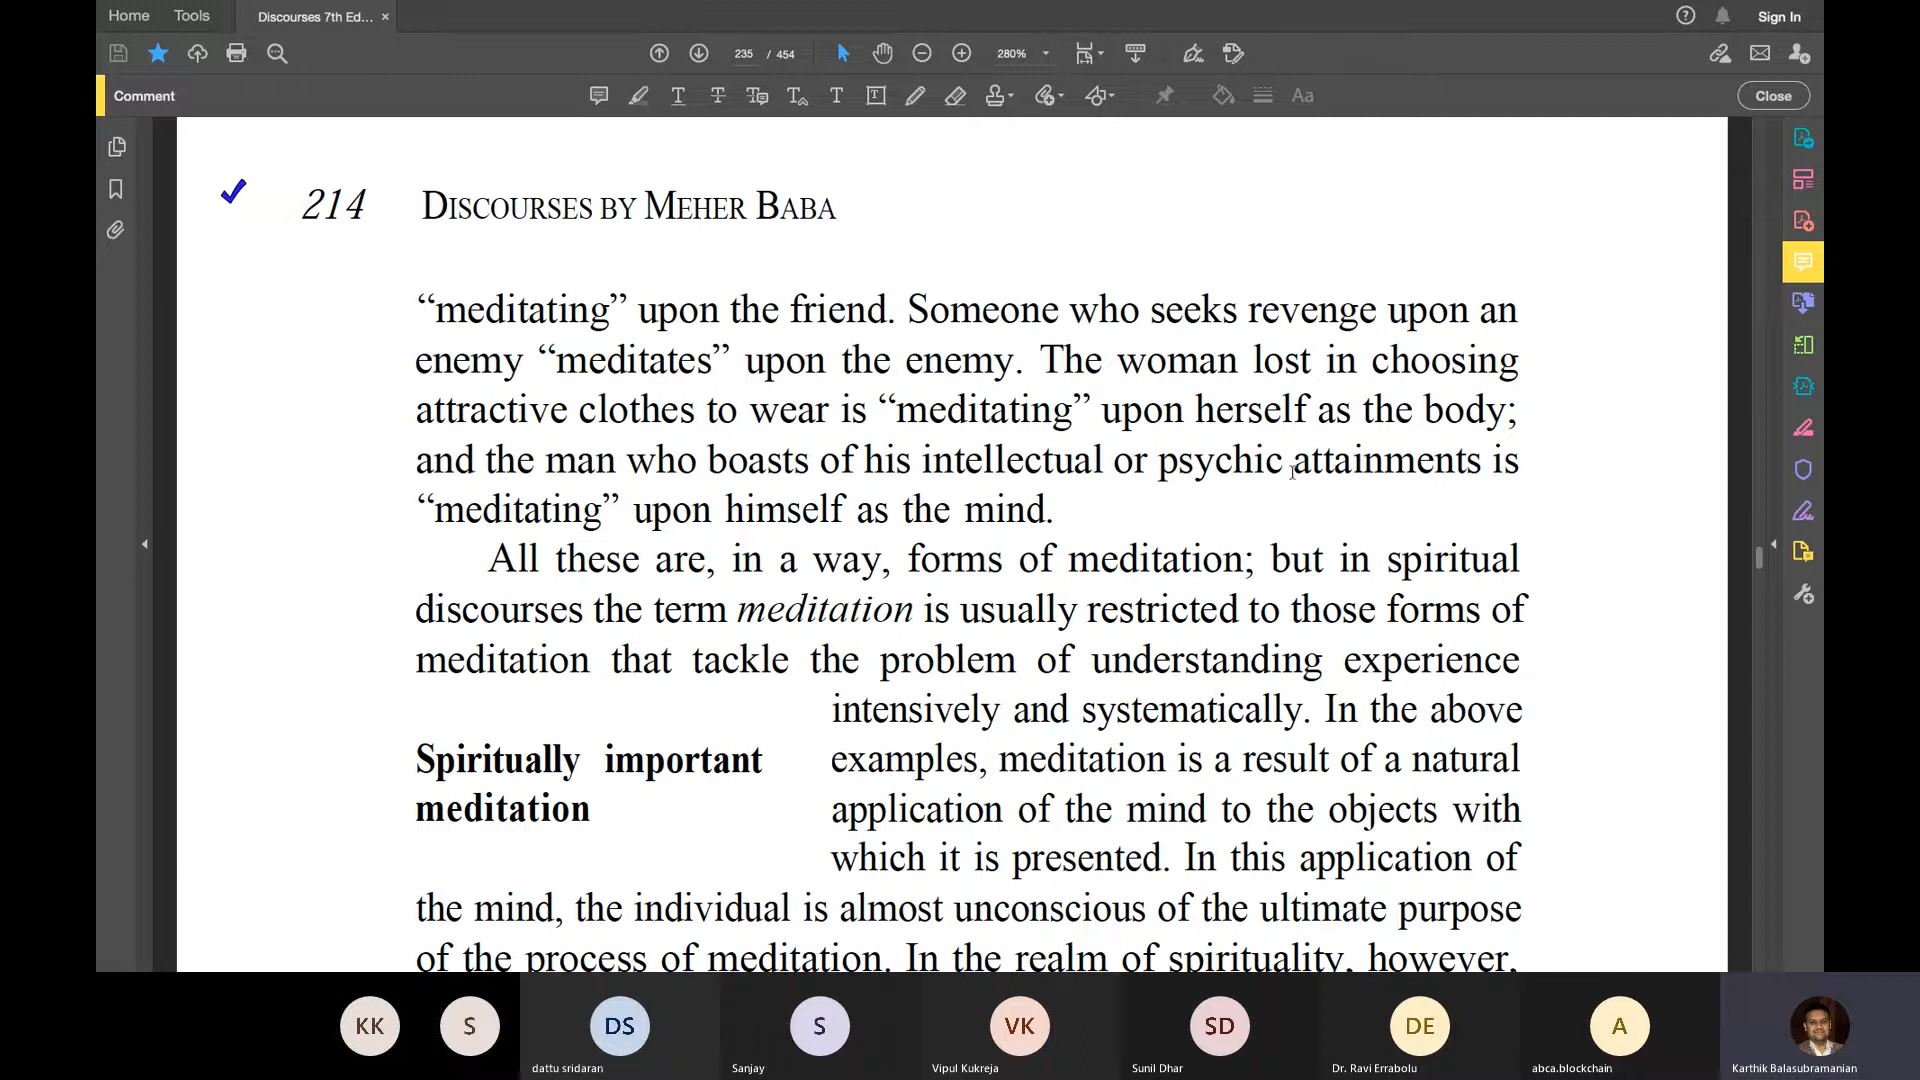 Home Tools Discourses 7th Ed... × Sign In
235 / 454 280%
Comment Close
214 DISCOURSES BY MEHER BABA
“meditating” upon the friend. Someone who seeks revenge upon an
enemy “meditates” upon the enemy. The woman lost in choosing
attractive clothes to wear is “meditating” upon herself as the body;
and the man who boasts of his intellectual or psychic attainments is
“meditating” upon himself as the mind.
All these are, in a way, forms of meditation; but in spiritual
discourses the term meditation is usually restricted to those forms of
meditation that tackle the problem of understanding experience
intensively and systematically. In the above
Spiritually important
meditation
examples, meditation is a result of a natural
application of the mind to the objects with
which it is presented. In this application of
the mind, the individual is almost unconscious of the ultimate purpose
of the process of meditation. In the realm of spirituality, however,
KK S DS S VK SD DE A
dattu sridaran Sanjay Vipul Kukreja Sunil Dhar Dr. Ravi Errabolu abca.blockchain Karthik Balasubramanian